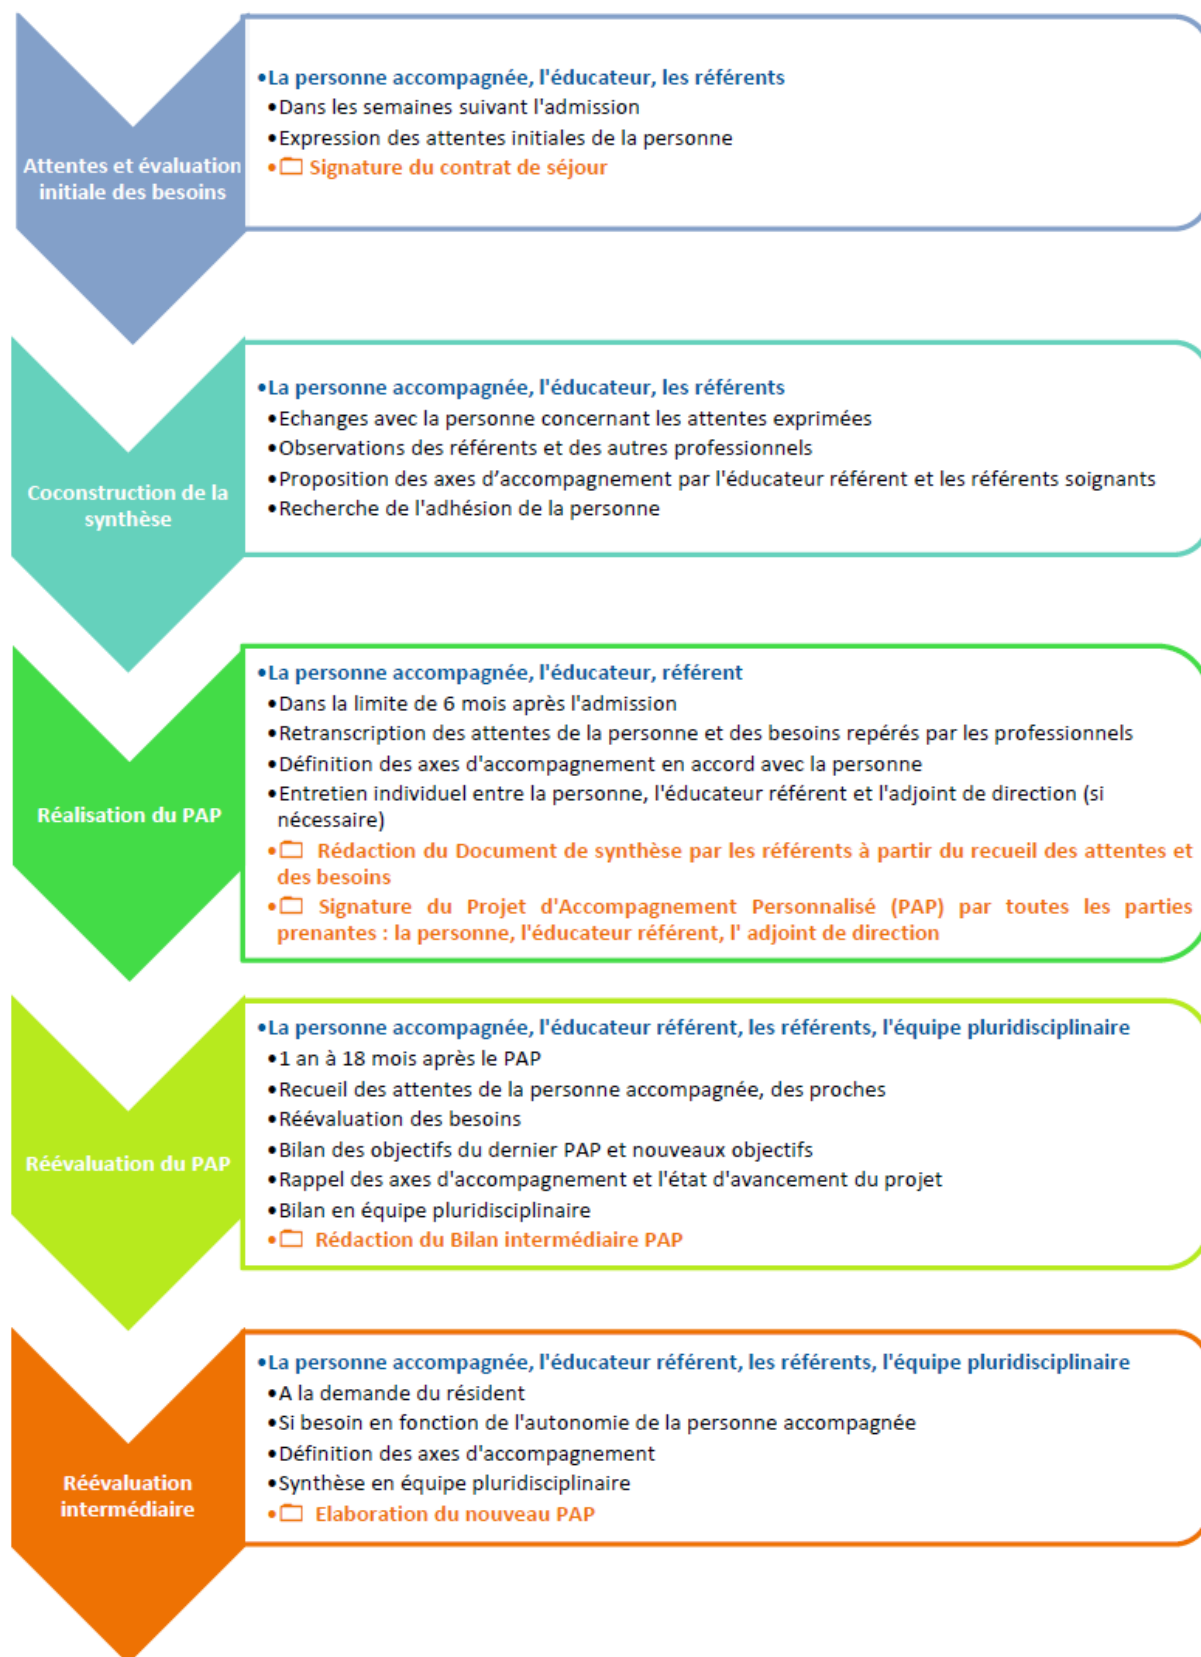 Attentes et évaluation
initiale des besoins
•La personne accompagnée, l'éducateur, les référents
•Dans les semaines suivant l'admission
•Expression des attentes initiales de la personne
• Signature du contrat de séjour
Coconstruction de la
synthèse
•La personne accompagnée, l'éducateur, les référents
•Echanges avec la personne concernant les attentes exprimées
•Observations des référents et des autres professionnels
•Proposition des axes d’accompagnement par l'éducateur référent et les référents soignants
•Recherche de l'adhésion de la personne
Réalisation du PAP
•La personne accompagnée, l'éducateur, référent
•Dans la limite de 6 mois après l'admission
•Retranscription des attentes de la personne et des besoins repérés par les professionnels
•Définition des axes d'accompagnement en accord avec la personne
•Entretien individuel entre la personne, l'éducateur référent et l'adjoint de direction (si
nécessaire)
• Rédaction du Document de synthèse par les référents à partir du recueil des attentes et
des besoins
• Signature du Projet d'Accompagnement Personnalisé (PAP) par toutes les parties
prenantes : la personne, l'éducateur référent, l' adjoint de direction
Réévaluation du PAP
•La personne accompagnée, l'éducateur référent, les référents, l'équipe pluridisciplinaire
•1 an à 18 mois après le PAP
•Recueil des attentes de la personne accompagnée, des proches
•Réévaluation des besoins
•Bilan des objectifs du dernier PAP et nouveaux objectifs
•Rappel des axes d'accompagnement et l'état d'avancement du projet
•Bilan en équipe pluridisciplinaire
• Rédaction du Bilan intermédiaire PAP
Réévaluation
intermédiaire
•La personne accompagnée, l'éducateur référent, les référents, l'équipe pluridisciplinaire
•A la demande du résident
•Si besoin en fonction de l'autonomie de la personne accompagnée
•Définition des axes d'accompagnement
•Synthèse en équipe pluridisciplinaire
• Elaboration du nouveau PAP